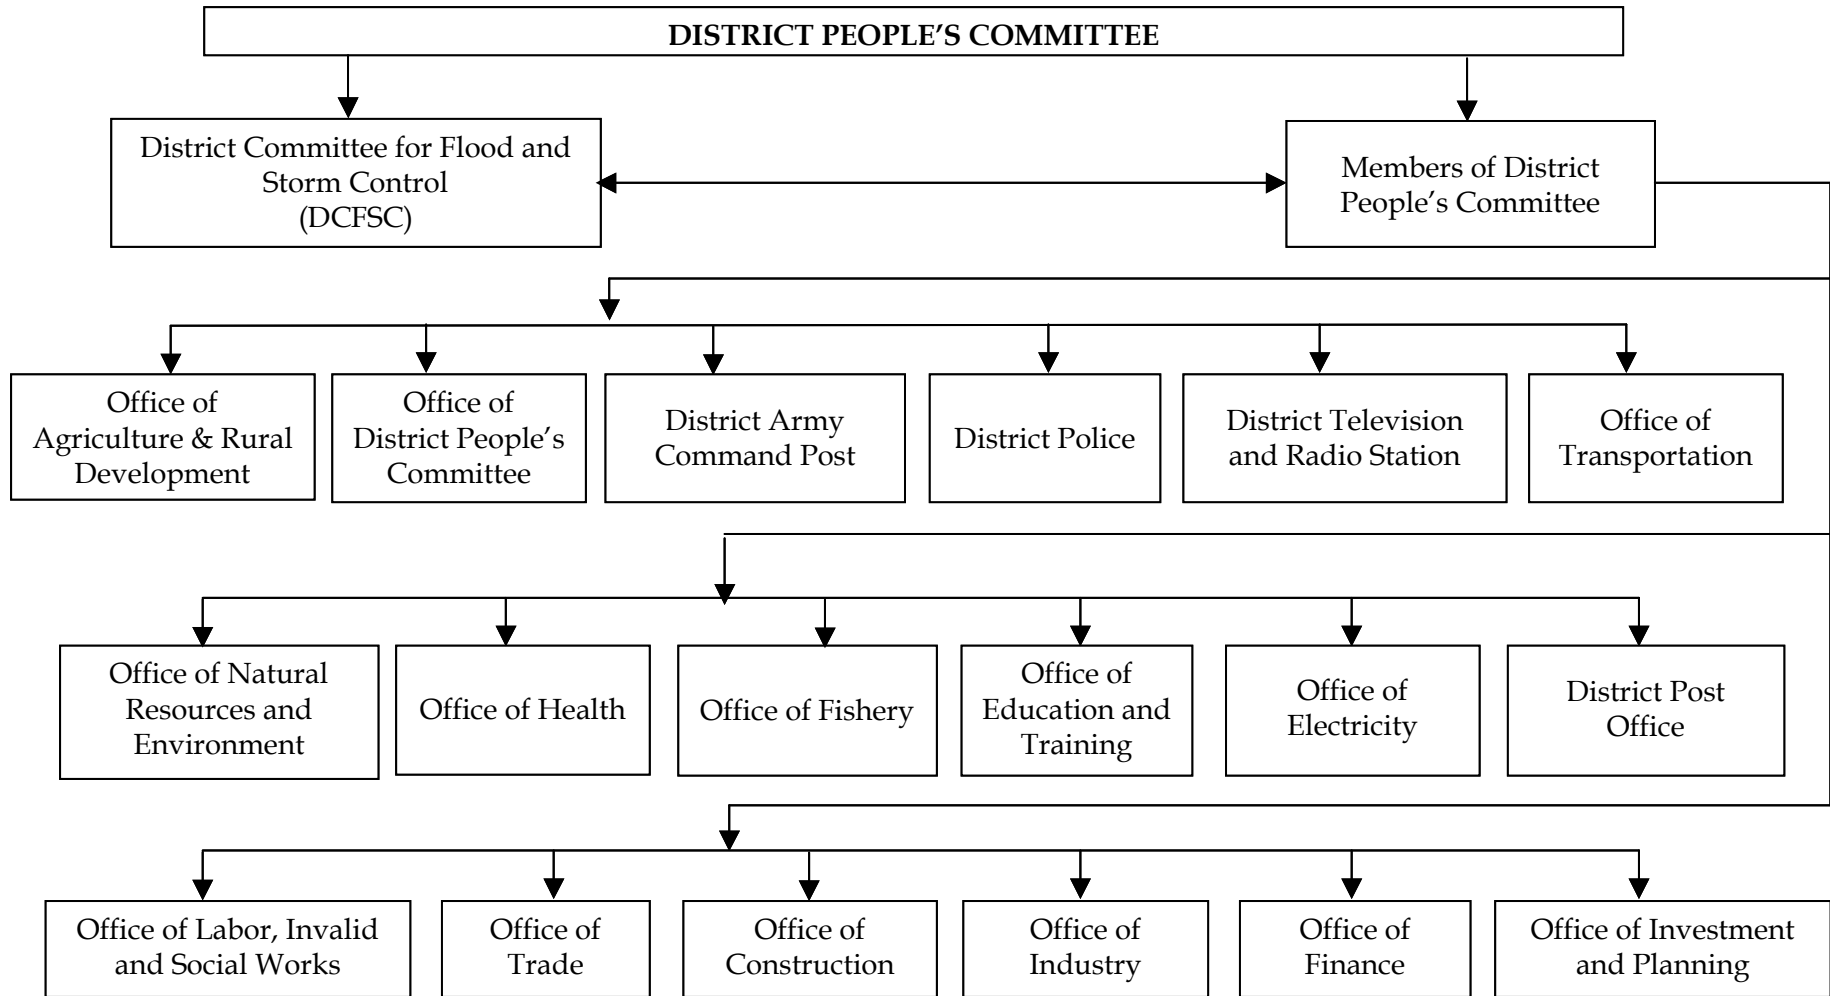 DISTRICT PEOPLE’S COMMITTEE
District Committee for Flood and
Storm Control
(DCFSC)
Members of District
People’s Committee
Office of
Agriculture & Rural
Development
Office of
District People’s
Committee
District Army
Command Post
District Police
District Television
and Radio Station
Office of
Transportation
Office of Natural
Resources and
Environment
Office of Health
Office of Fishery
Office of
Education and
Training
Office of
Electricity
District Post
Office
Office of Labor, Invalid
and Social Works
Office of
Trade
Office of
Construction
Office of
Industry
Office of
Finance
Office of Investment
and Planning